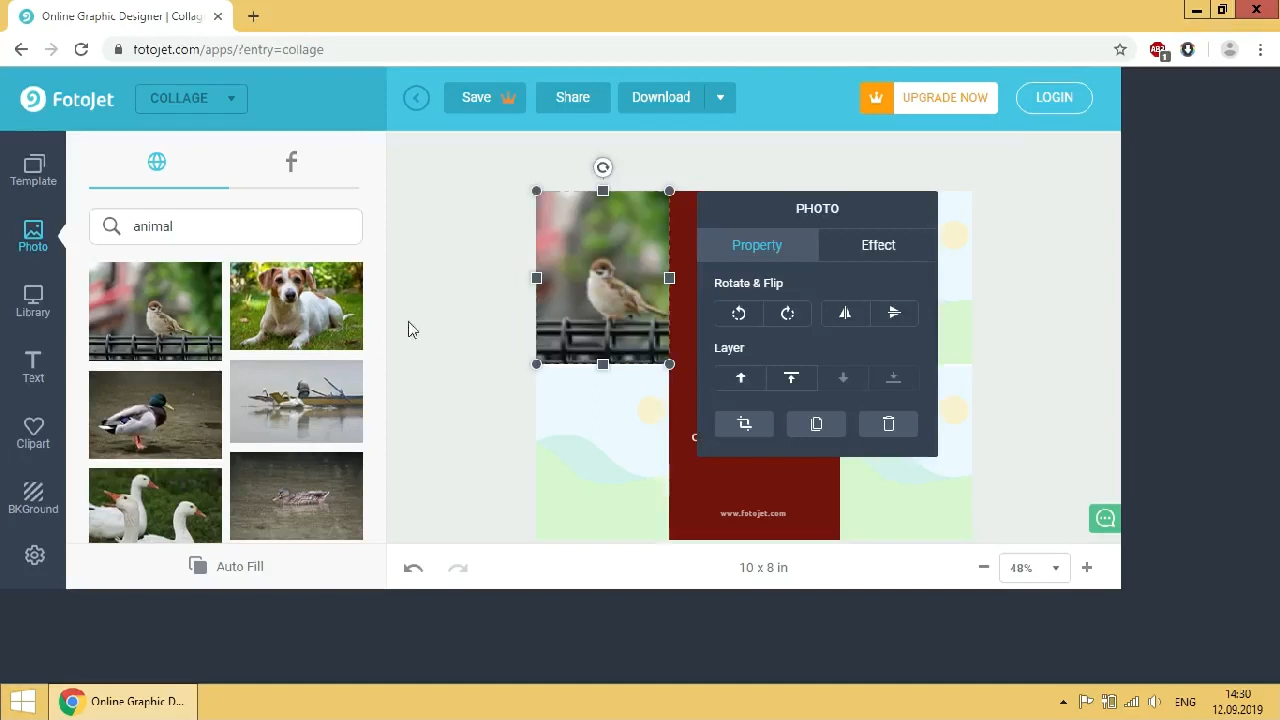 Online Graphic Designer | Collag
fotojet.com/apps/?entry=collage
1
FotoJet
COLLAGE
Save
Share
Download
UPGRADE NOW
LOGIN
Template
Photo
Library
Text
Clipart
BKGround
animal
Auto Fill
PHOTO
Property
Effect
Rotate & Flip
Layer
www.fotojet.com
10 x 8 in
48%
Online Graphic D...
ENG
14:30
12.09.2019